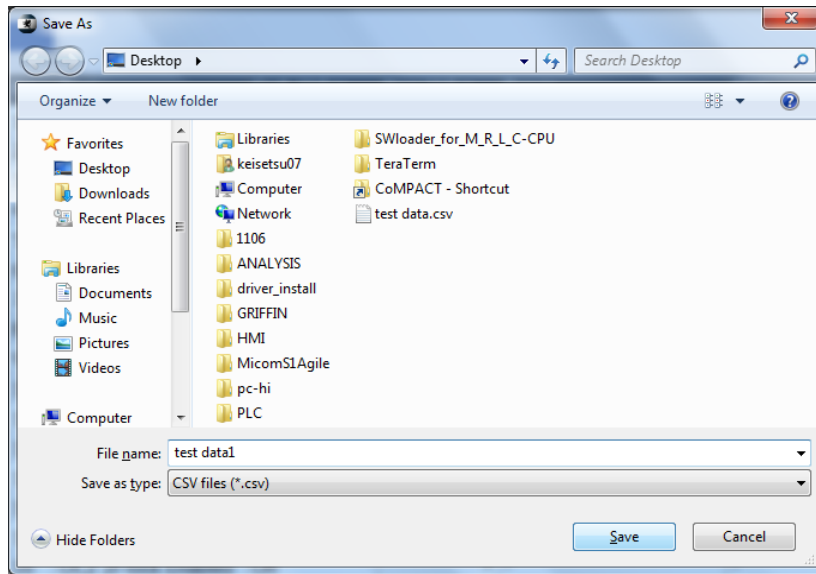 Save As
Desktop
Search Desktop
Organize
New folder
Favorites
Desktop
Downloads
Recent Places
Libraries
Documents
Music
Pictures
Videos
Computer
Libraries
keisetsu07
Computer
Network
1106
ANALYSIS
driver_install
GRIFFIN
HMI
MicomS1Agile
pc-hi
PLC
SWloader_for_M_R_L_C-CPU
TeraTerm
CoMPACT - Shortcut
test data.csv
File name: test data1
Save as type: CSV files (*.csv)
Hide Folders
Save
Cancel